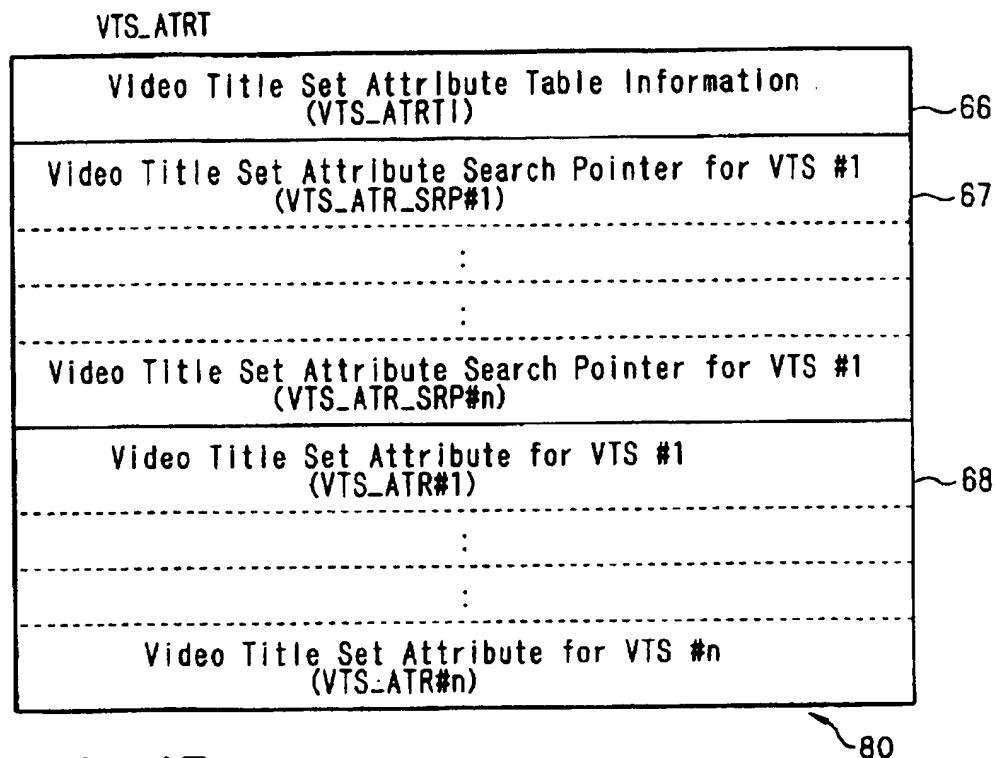 VTS_ATRT
Video Title Set Attribute Table Information
(VTS_ATRTI)
66
Video Title Set Attribute Search Pointer for VTS #1
(VTS_ATR_SRP#1)
67
:
:
Video Title Set Attribute Search Pointer for VTS #1
(VTS_ATR_SRP#n)
Video Title Set Attribute for VTS #1
(VTS_ATR#1)
68
:
:
Video Title Set Attribute for VTS #n
(VTS_ATR#n)
80